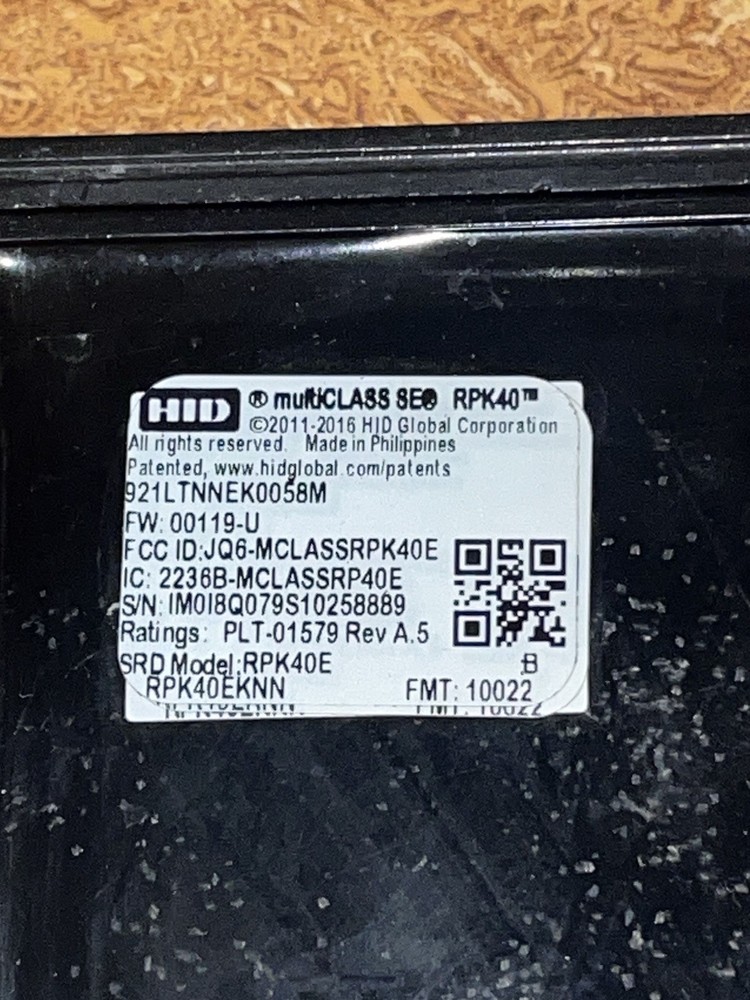 HID® multiCLASS SE® RPK40™
©2011-2016 HID Global Corporation
All rights reserved. Made in Philippines
Patented, www.hidglobal.com/patents
921LTNNEK0058M
FW: 00119-U
FCC ID:JQ6-MCLASSRPK40E
IC: 2236B-MCLASSRP40E
S/N: IM0I8Q079S10258889
Ratings: PLT-01579 Rev A.5
SRD Model:RPK40E B
RPK40EKNN FMT: 10022